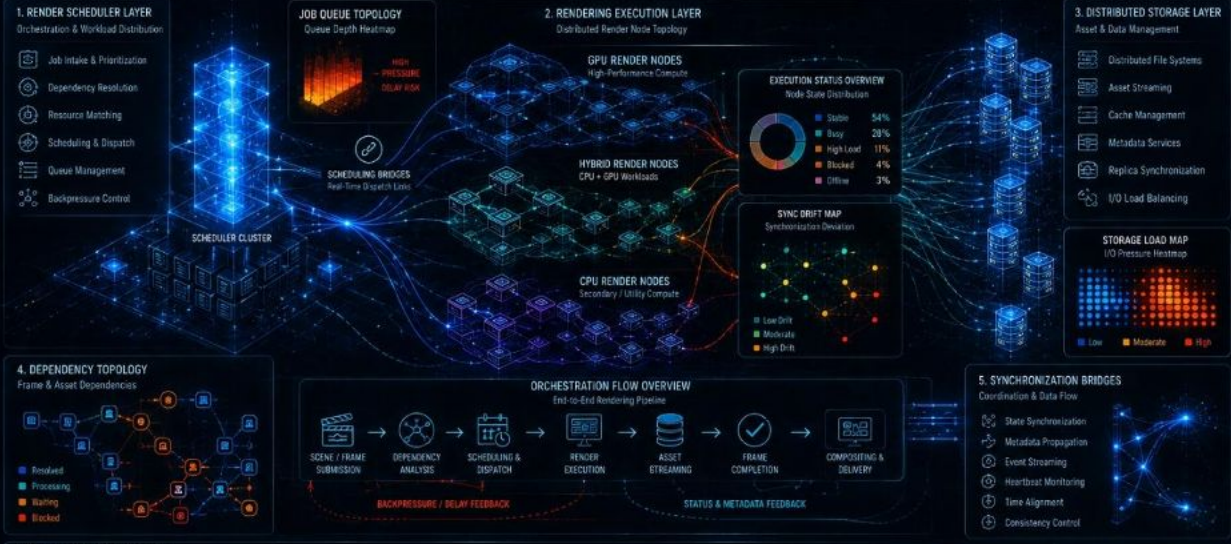 1. RENDER SCHEDULER LAYER
Orchestration & Workload Distribution
Job Intake & Prioritization
Dependency Resolution
Resource Matching
Scheduling & Dispatch
Queue Management
Backpressure Control
SCHEDULER CLUSTER
JOB QUEUE TOPOLOGY
Queue Depth Heatmap
HIGH
PRESSURE
DELAY RISK
SCHEDULING BRIDGES
Real-Time Dispatch Links
2. RENDERING EXECUTION LAYER
Distributed Render Node Topology
GPU RENDER NODES
High-Performance Compute
HYBRID RENDER NODES
CPU + GPU Workloads
CPU RENDER NODES
Secondary / Utility Compute
EXECUTION STATUS OVERVIEW
Node State Distribution
Stable 54%
Busy 28%
High Load 11%
Blocked 4%
Offline 3%
SYNC DRIFT MAP
Synchronization Deviation
Low Drift
Moderate
High Drift
3. DISTRIBUTED STORAGE LAYER
Asset & Data Management
Distributed File Systems
Asset Streaming
Cache Management
Metadata Services
Replica Synchronization
I/O Load Balancing
STORAGE LOAD MAP
I/O Pressure Heatmap
Low Moderate High
4. DEPENDENCY TOPOLOGY
Frame & Asset Dependencies
Resolved
Processing
Waiting
Blocked
ORCHESTRATION FLOW OVERVIEW
End-to-End Rendering Pipeline
SCENE / FRAME
SUBMISSION
DEPENDENCY
ANALYSIS
SCHEDULING &
DISPATCH
RENDER
EXECUTION
ASSET
STREAMING
FRAME
COMPLETION
COMPOSITING &
DELIVERY
BACKPRESSURE / DELAY FEEDBACK
STATUS & METADATA FEEDBACK
5. SYNCHRONIZATION BRIDGES
Coordination & Data Flow
State Synchronization
Metadata Propagation
Event Streaming
Heartbeat Monitoring
Time Alignment
Consistency Control